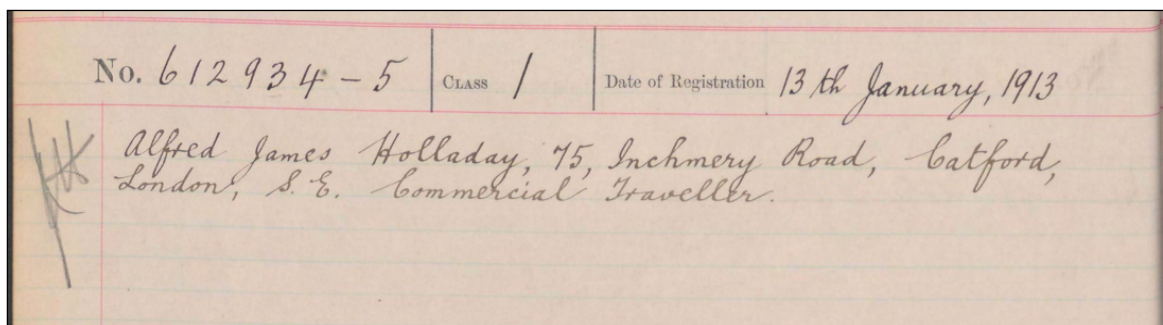 No. 612934-5 CLASS 1 Date of Registration 13th January, 1913
Alfred James Holladay, 75, Inchmery Road, Catford,
London, S.E. Commercial Traveller.